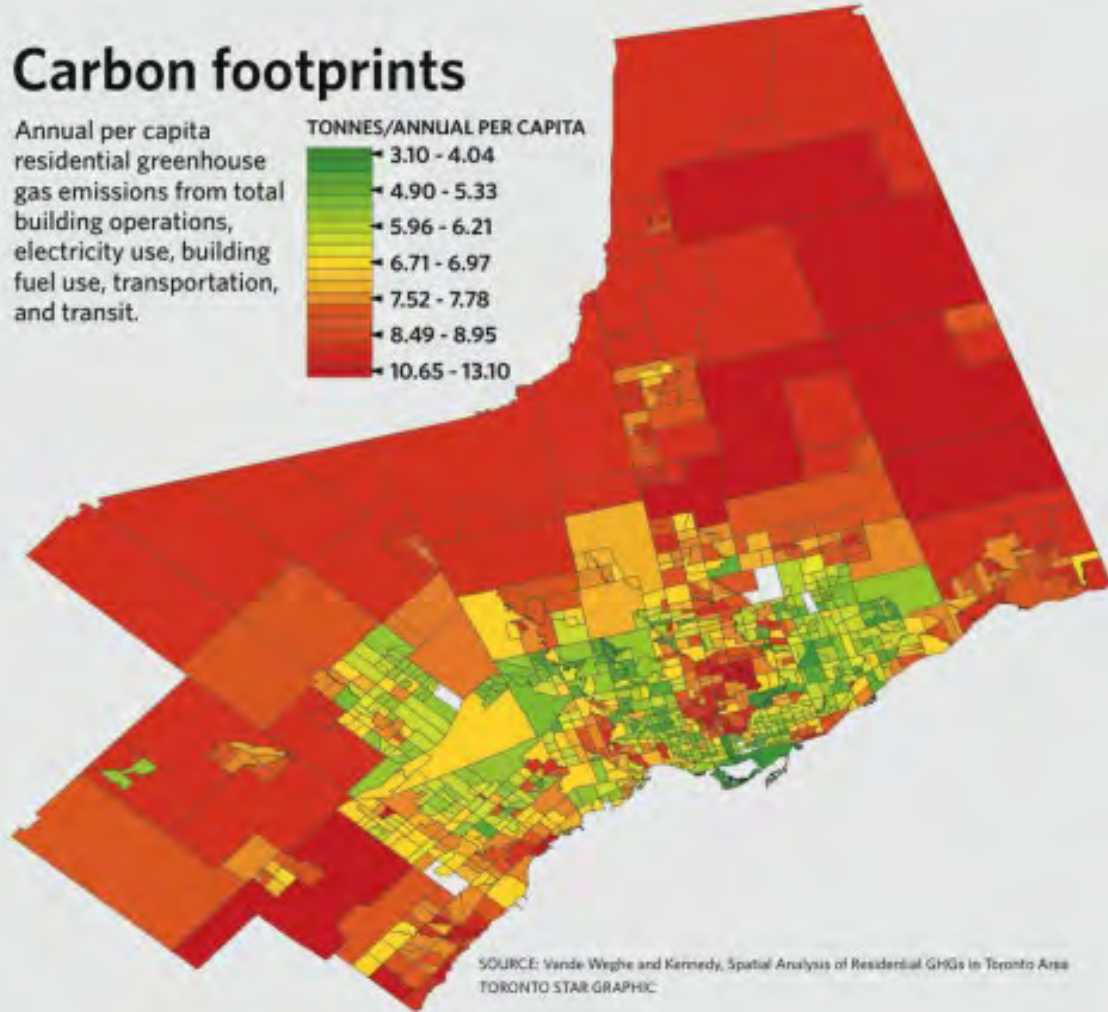 Carbon footprints
Annual per capita
residential greenhouse
gas emissions from total
building operations,
electricity use, building
fuel use, transportation,
and transit.
TONNES/ANNUAL PER CAPITA
3.10 - 4.04
4.90 - 5.33
5.96 - 6.21
6.71 - 6.97
7.52 - 7.78
8.49 - 8.95
10.65 - 13.10
SOURCE: Vande Weghe and Kennedy, Spatial Analysis of Residential GHGs in Toronto Area
TORONTO STAR GRAPHIC